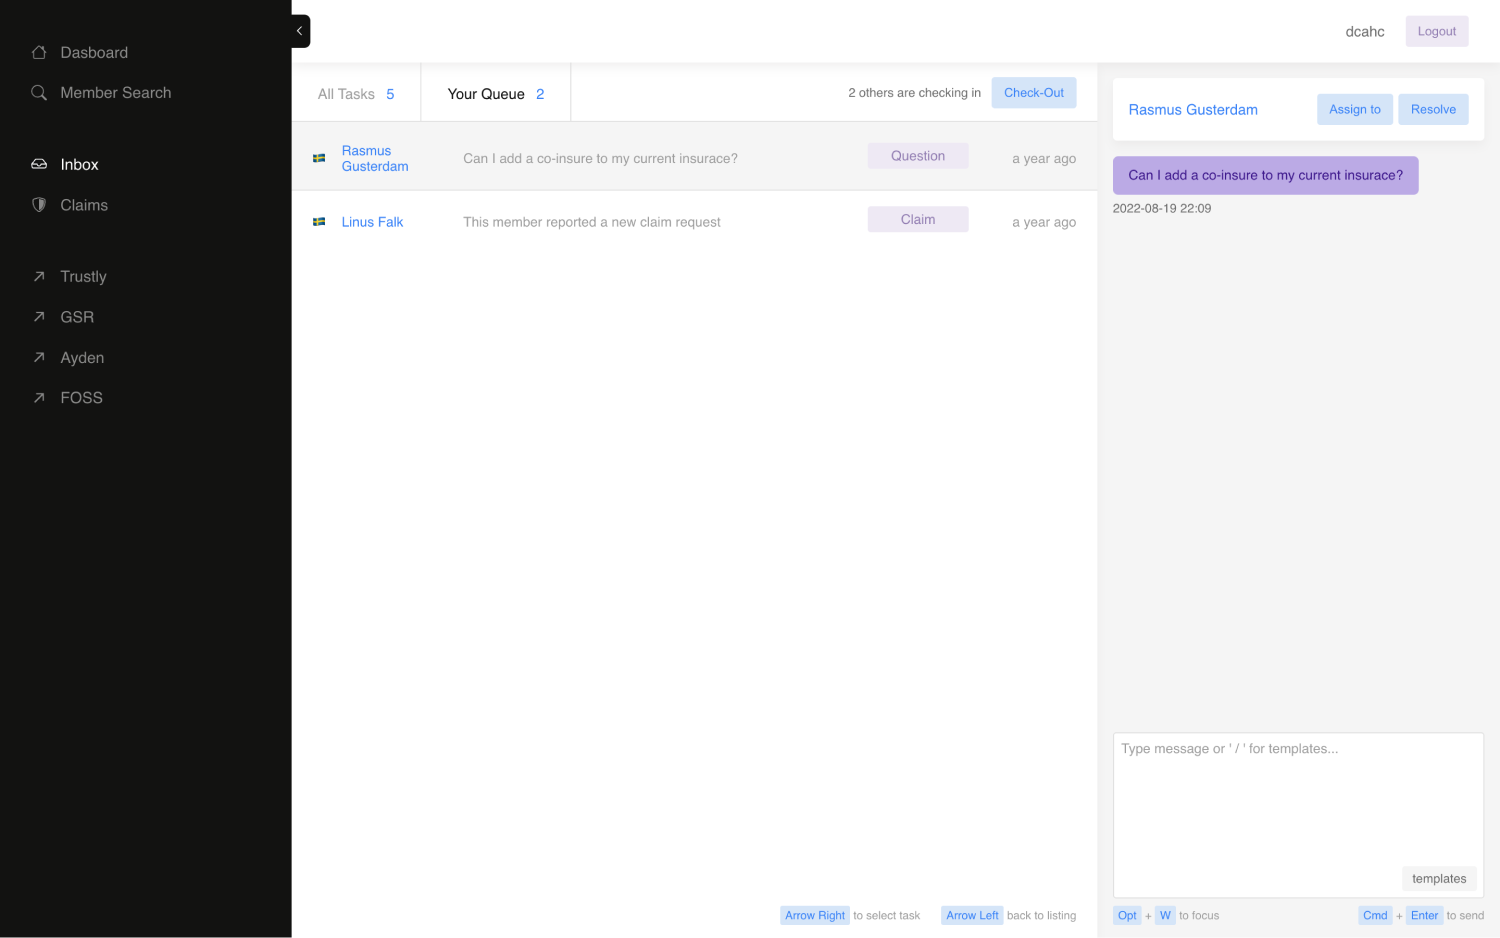 Dasboard
Member Search
Inbox
Claims
Trustly
GSR
Ayden
FOSS
dcahc
Logout
All Tasks 5
Your Queue 2
2 others are checking in
Check-Out
Rasmus
Gusterdam
Can I add a co-insure to my current insurace?
Question
a year ago
Linus Falk
This member reported a new claim request
Claim
a year ago
Arrow Right to select task
Arrow Left back to listing
Rasmus Gusterdam
Assign to
Resolve
Can I add a co-insure to my current insurace?
2022-08-19 22:09
Type message or ' / ' for templates...
templates
Opt + W to focus
Cmd + Enter to send